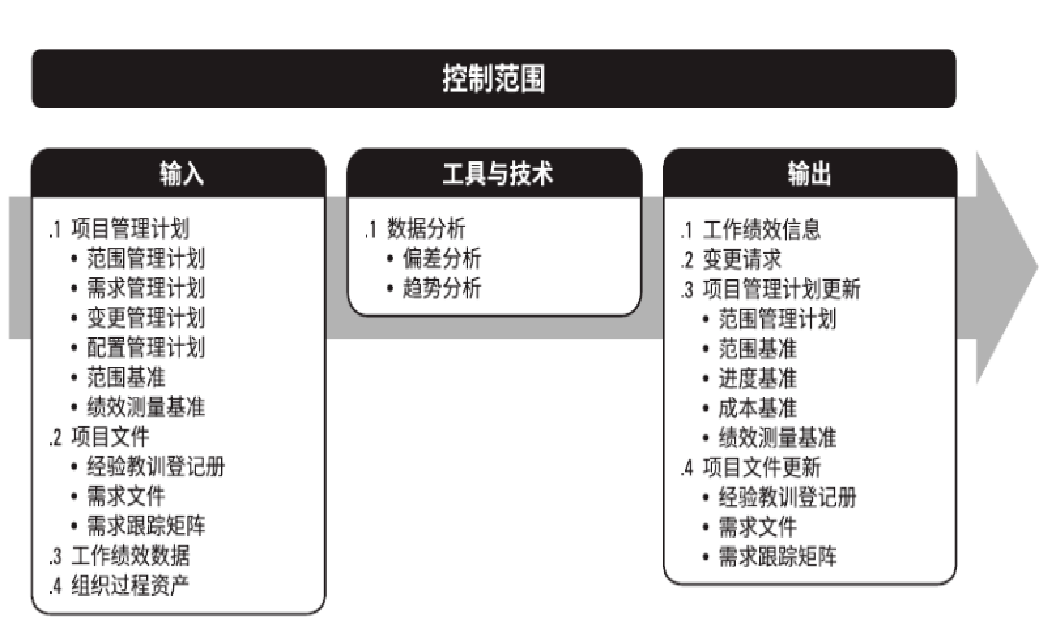 控制范围
输入
.1 项目管理计划
• 范围管理计划
• 需求管理计划
• 变更管理计划
• 配置管理计划
• 范围基准
• 绩效测量基准
.2 项目文件
• 经验教训登记册
• 需求文件
• 需求跟踪矩阵
.3 工作绩效数据
.4 组织过程资产
工具与技术
.1 数据分析
• 偏差分析
• 趋势分析
输出
.1 工作绩效信息
.2 变更请求
.3 项目管理计划更新
• 范围管理计划
• 范围基准
• 进度基准
• 成本基准
• 绩效测量基准
.4 项目文件更新
• 经验教训登记册
• 需求文件
• 需求跟踪矩阵